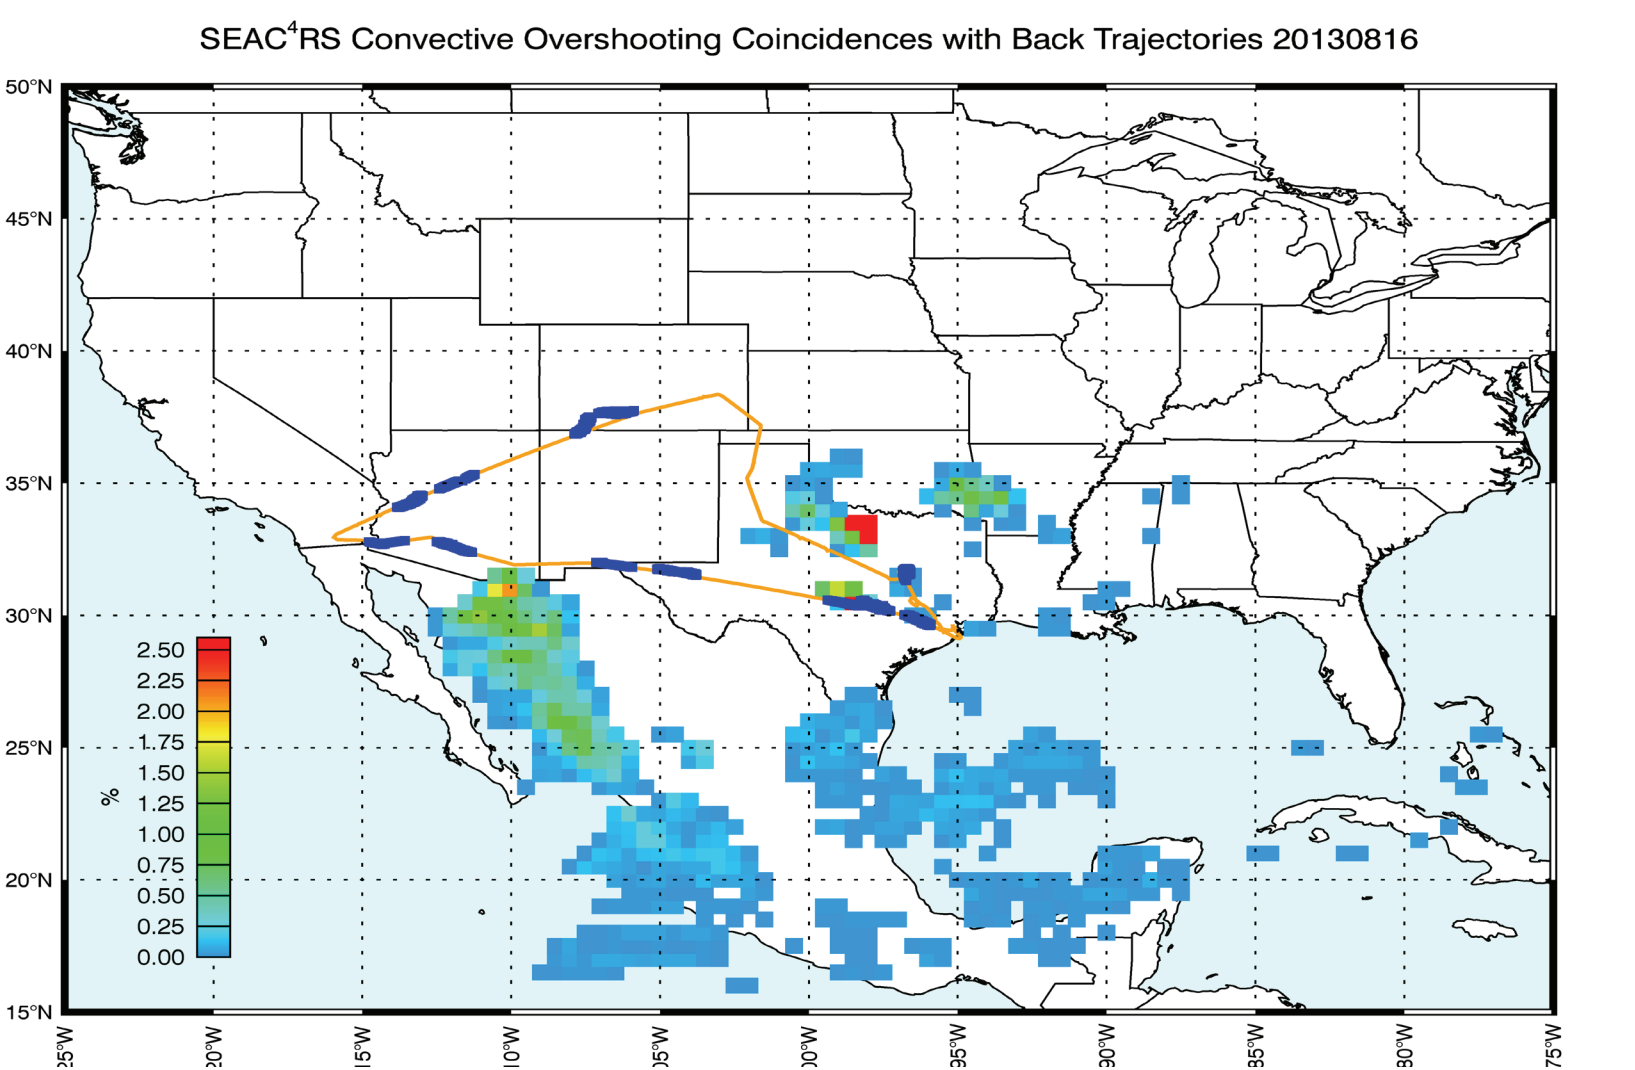 SEAC⁴RS Convective Overshooting Coincidences with Back Trajectories 20130816
50°N
45°N
40°N
35°N
30°N
25°N
20°N
15°N
%
2.50
2.25
2.00
1.75
1.50
1.25
1.00
0.75
0.50
0.25
0.00
25°W
20°W
15°W
10°W
05°W
00°W
95°W
90°W
85°W
80°W
75°W